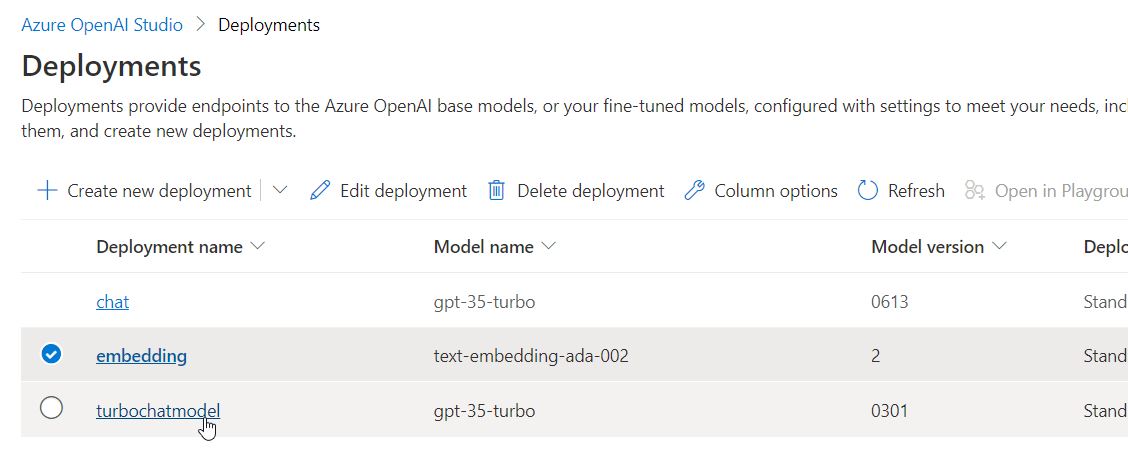 Azure OpenAI Studio > Deployments
Deployments
Deployments provide endpoints to the Azure OpenAI base models, or your fine-tuned models, configured with settings to meet your needs, inc
them, and create new deployments.
Create new deployment Edit deployment Delete deployment Column options Refresh Open in Playgrou
Deployment name Model name Model version Deplo
chat gpt-35-turbo 0613 Stand
embedding text-embedding-ada-002 2 Stand
turbochatmodel gpt-35-turbo 0301 Stand